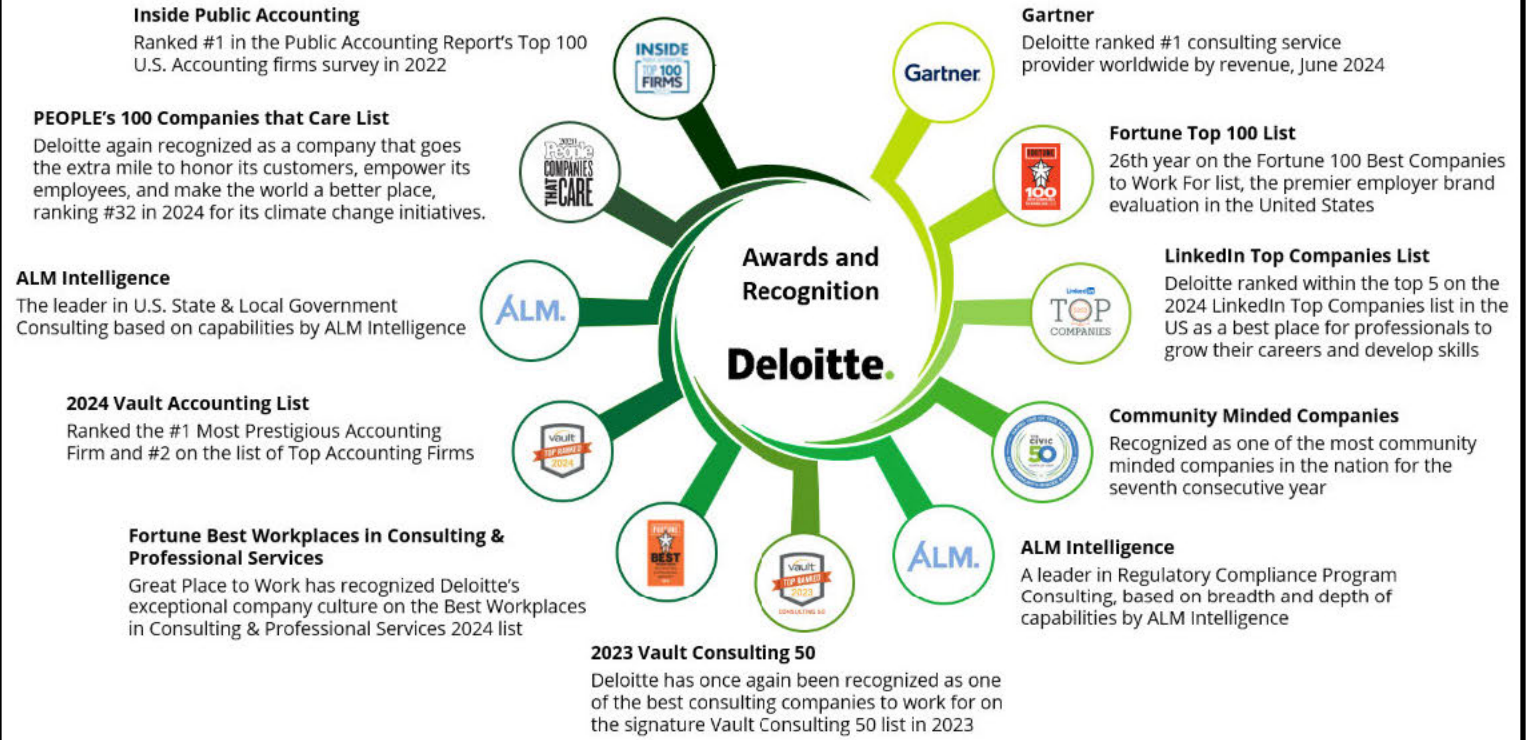 Inside Public Accounting
Ranked #1 in the Public Accounting Report's Top 100
U.S. Accounting firms survey in 2022
INSIDE
TOP 100
FIRMS
Gartner
Gartner
Deloitte ranked #1 consulting service
provider worldwide by revenue, June 2024
PEOPLE's 100 Companies that Care List
Deloitte again recognized as a company that goes
the extra mile to honor its customers, empower its
employees, and make the world a better place,
ranking #32 in 2024 for its climate change initiatives.
People
COMPANIES
THAT CARE
FORTUNE
100
Fortune Top 100 List
26th year on the Fortune 100 Best Companies
to Work For list, the premier employer brand
evaluation in the United States
Awards and
Recognition
Deloitte.
ALM Intelligence
The leader in U.S. State & Local Government
Consulting based on capabilities by ALM Intelligence
ALM.
LinkedIn
TOP
COMPANIES
LinkedIn Top Companies List
Deloitte ranked within the top 5 on the
2024 LinkedIn Top Companies list in the
US as a best place for professionals to
grow their careers and develop skills
2024 Vault Accounting List
Ranked the #1 Most Prestigious Accounting
Firm and #2 on the list of Top Accounting Firms
vault
TOP RANKED
2024
CIVIC
50
Community Minded Companies
Recognized as one of the most community
minded companies in the nation for the
seventh consecutive year
Fortune Best Workplaces in Consulting &
Professional Services
Great Place to Work has recognized Deloitte's
exceptional company culture on the Best Workplaces
in Consulting & Professional Services 2024 list
FORTUNE
BEST
vault
TOP RANKED
2023
CONSULTING 50
ALM.
ALM Intelligence
A leader in Regulatory Compliance Program
Consulting, based on breadth and depth of
capabilities by ALM Intelligence
2023 Vault Consulting 50
Deloitte has once again been recognized as one
of the best consulting companies to work for on
the signature Vault Consulting 50 list in 2023